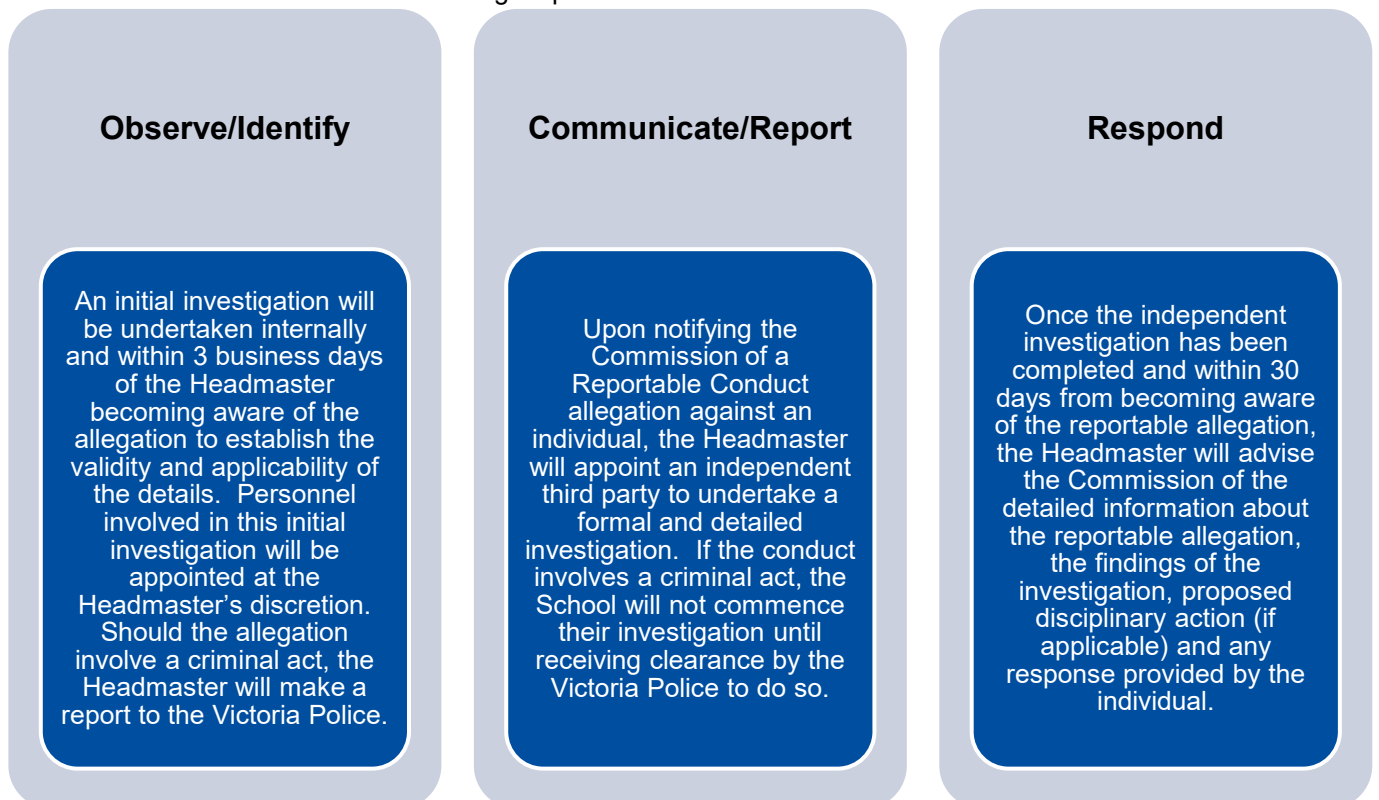 Observe/Identify
An initial investigation will
be undertaken internally
and within 3 business days
of the Headmaster
becoming aware of the
allegation to establish the
validity and applicability of
the details.  Personnel
involved in this initial
investigation will be
appointed at the
Headmaster’s discretion.
Should the allegation
involve a criminal act, the
Headmaster will make a
report to the Victoria Police.
Communicate/Report
Upon notifying the
Commission of a
Reportable Conduct
allegation against an
individual, the Headmaster
will appoint an independent
third party to undertake a
formal and detailed
investigation.  If the conduct
involves a criminal act, the
School will not commence
their investigation until
receiving clearance by the
Victoria Police to do so.
Respond
Once the independent
investigation has been
completed and within 30
days from becoming aware
of the reportable allegation,
the Headmaster will advise
the Commission of the
detailed information about
the reportable allegation,
the findings of the
investigation, proposed
disciplinary action (if
applicable) and any
response provided by the
individual.